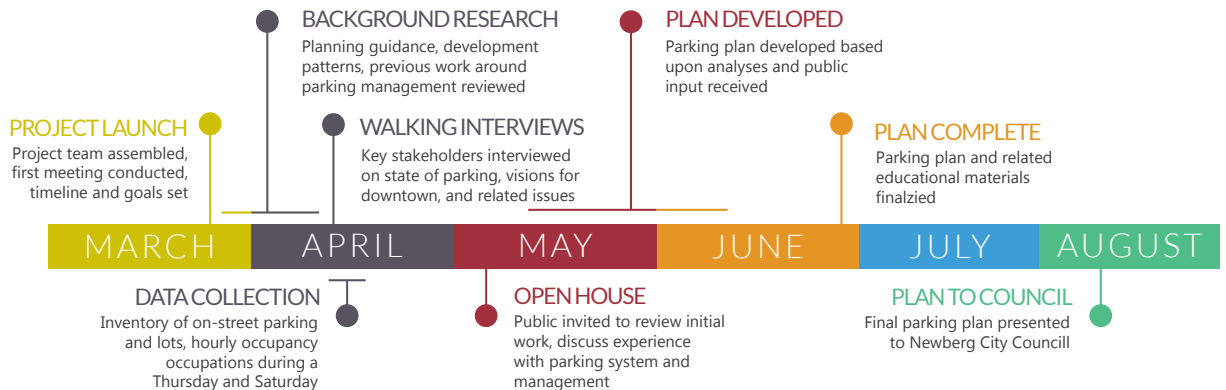 PROJECT LAUNCH
Project team assembled,
first meeting conducted,
timeline and goals set
BACKGROUND RESEARCH
Planning guidance, development
patterns, previous work around
parking management reviewed
WALKING INTERVIEWS
Key stakeholders interviewed
on state of parking, visions for
downtown, and related issues
PLAN DEVELOPED
Parking plan developed based
upon analyses and public
input received
PLAN COMPLETE
Parking plan and related
educational materials
finalzied
MARCH
APRIL
MAY
JUNE
JULY
AUGUST
DATA COLLECTION
Inventory of on-street parking
and lots, hourly occupancy
occupations during a
Thursday and Saturday
OPEN HOUSE
Public invited to review initial
work, discuss experience
with parking system and
management
PLAN TO COUNCIL
Final parking plan presented
to Newberg City Councill